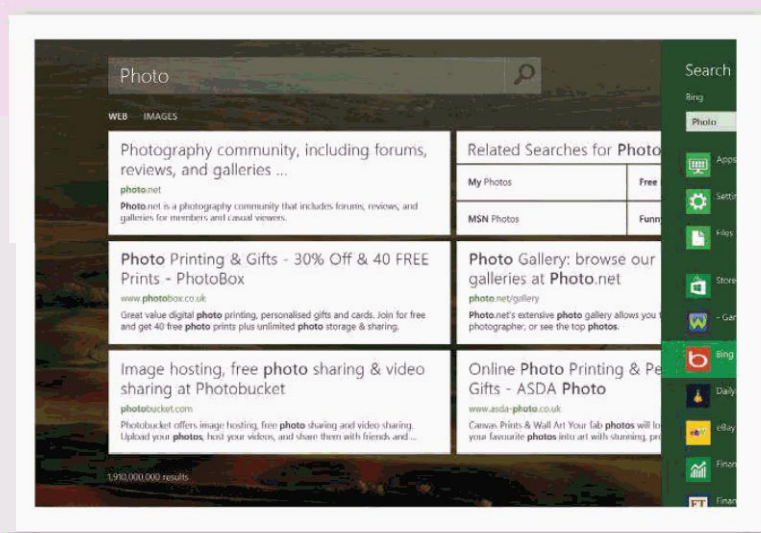 Photo
WEB IMAGES
Photography community, including forums,
reviews, and galleries ...
photo.net
Photo.net is a photography community that includes forums, reviews, and
galleries for members and casual viewers.
Photo Printing & Gifts - 30% Off & 40 FREE
Prints - PhotoBox
www.photobox.co.uk
Great value digital photo printing, personalised gifts and cards. Join for free
and get 40 free photo prints plus unlimited photo storage & sharing.
Image hosting, free photo sharing & video
sharing at Photobucket
photobucket.com
Photobucket offers image hosting, free photo sharing and video sharing.
Upload your photos, host your videos, and share them with friends and ...
1,910,000,000 results
Related Searches for Photo
My Photos Free
MSN Photos Funn
Photo Gallery: browse our
galleries at Photo.net
photo.net/gallery
Photo.net's extensive photo gallery allows you
photographer, or see the top photos.
Online Photo Printing & Pe
Gifts - ASDA Photo
www.asda-photo.co.uk
Canvas Prints & Wall Art Your fab photos will lo
your favourite photos into art with stunning, pr
Search
Bing
Photo
Apps
Settin
Files
Store
- Gar
Bing
Daily
eBay
Finan
FT Finan